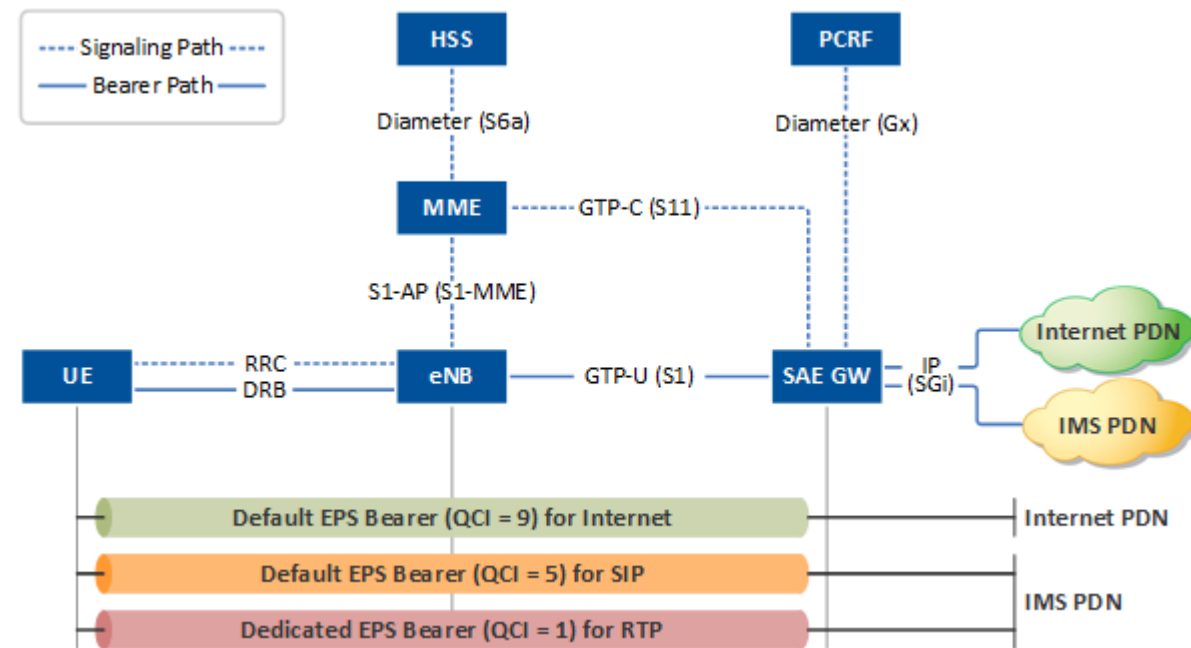 HSS
PCRF
Signaling Path
Bearer Path
Diameter (S6a)
Diameter (Gx)
MME
GTP-C (S11)
S1-AP (S1-MME)
Internet PDN
UE
RRC
DRB
eNB
GTP-U (S1)
SAE GW
IP
(SGi)
IMS PDN
Default EPS Bearer (QCI = 9) for Internet
Internet PDN
Default EPS Bearer (QCI = 5) for SIP
IMS PDN
Dedicated EPS Bearer (QCI = 1) for RTP